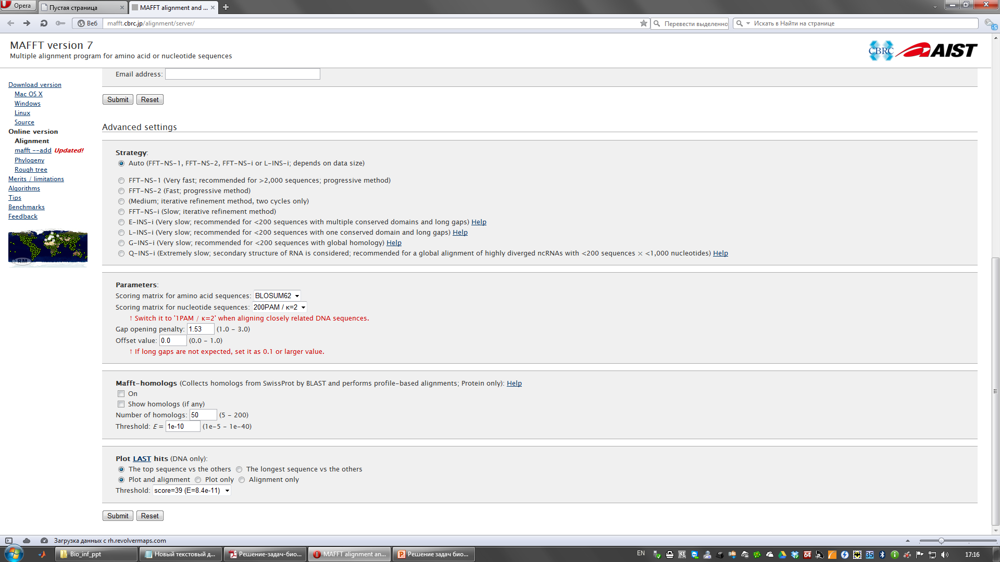 Opera
Пустая страница
MAFFT alignment and ...
Веб
mafft.cbrc.jp/alignment/server/
Перевести выделенно
Искать в Найти на странице
-5
MAFFT version 7
Multiple alignment program for amino acid or nucleotide sequences
CBRC
AIST
Email address:
Submit Reset
Download version
Mac OS X
Windows
Linux
Source
Online version
Alignment
mafft --add Updated!
Phylogeny
Rough tree
Merits / limitations
Algorithms
Tips
Benchmarks
Feedback
RM
Advanced settings
Strategy:
Auto (FFT-NS-1, FFT-NS-2, FFT-NS-i or L-INS-i; depends on data size)
FFT-NS-1 (Very fast; recommended for >2,000 sequences; progressive method)
FFT-NS-2 (Fast; progressive method)
(Medium; iterative refinement method, two cycles only)
FFT-NS-i (Slow; iterative refinement method)
E-INS-i (Very slow; recommended for <200 sequences with multiple conserved domains and long gaps) Help
L-INS-i (Very slow; recommended for <200 sequences with one conserved domain and long gaps) Help
G-INS-i (Very slow; recommended for <200 sequences with global homology) Help
Q-INS-i (Extremely slow; secondary structure of RNA is considered; recommended for a global alignment of highly diverged ncRNAs with <200 sequences × <1,000 nucleotides) Help
Parameters:
Scoring matrix for amino acid sequences: BLOSUM62
Scoring matrix for nucleotide sequences: 200PAM / κ=2
↑ Switch it to '1PAM / κ=2' when aligning closely related DNA sequences.
Gap opening penalty: 1.53 (1.0 - 3.0)
Offset value: 0.0 (0.0 - 1.0)
↑ If long gaps are not expected, set it as 0.1 or larger value.
Mafft-homologs (Collects homologs from SwissProt by BLAST and performs profile-based alignments; Protein only): Help
On
Show homologs (if any)
Number of homologs: 50 (5 - 200)
Threshold: E = 1e-10 (1e-5 - 1e-40)
Plot LAST hits (DNA only):
The top sequence vs the others The longest sequence vs the others
Plot and alignment Plot only Alignment only
Threshold: score=39 (E=8.4e-11)
Submit Reset
Загрузка данных с rh.revolvermaps.com
Bio_inf_ppt
Новый текстовый д...
Решение-задач-био...
MAFFT alignment an...
Решение задач био...
EN
64
35
17:16